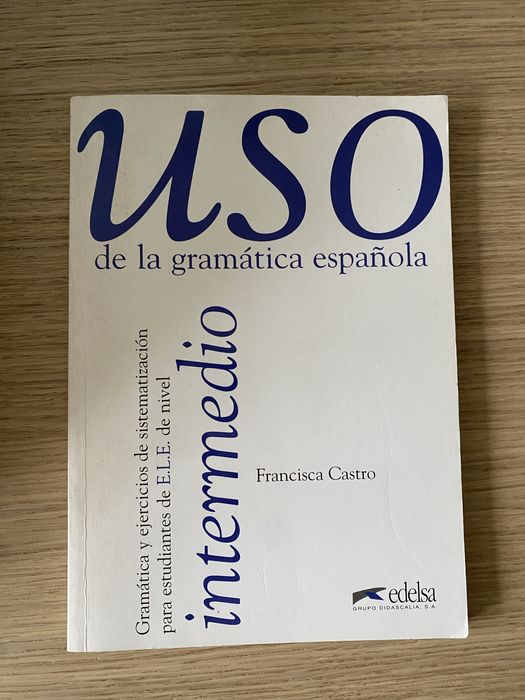 uso
de la gramática española
Gramática y ejercicios de sistematización
para estudiantes de E.L.E. de nivel
intermedio
Francisca Castro
edelsa
GRUPO DIDASCALIA, S.A.